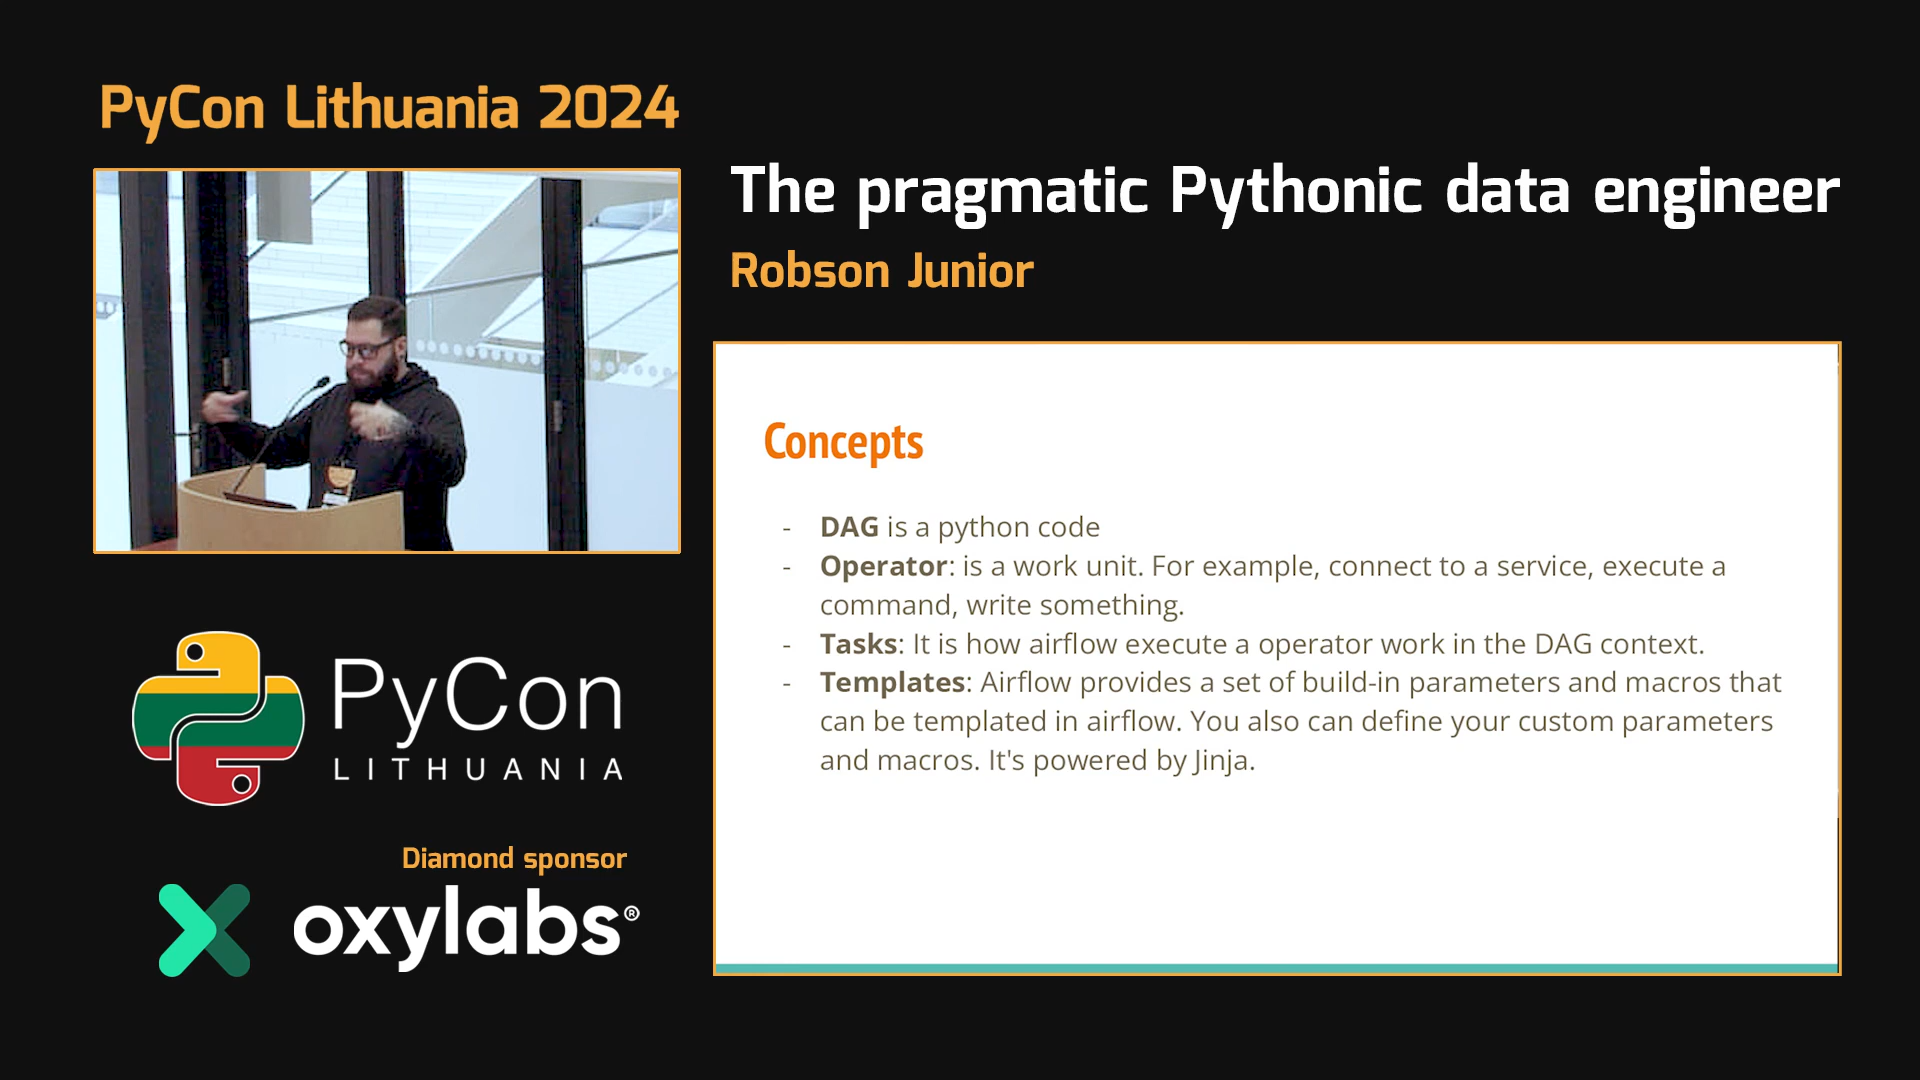 PyCon Lithuania 2024
The pragmatic Pythonic data engineer
Robson Junior
Concepts
- DAG is a python code
- Operator: is a work unit. For example, connect to a service, execute a
command, write something.
- Tasks: It is how airflow execute a operator work in the DAG context.
- Templates: Airflow provides a set of build-in parameters and macros that
can be templated in airflow. You also can define your custom parameters
and macros. It's powered by Jinja.
PyCon
LITHUANIA
Diamond sponsor
oxylabs®